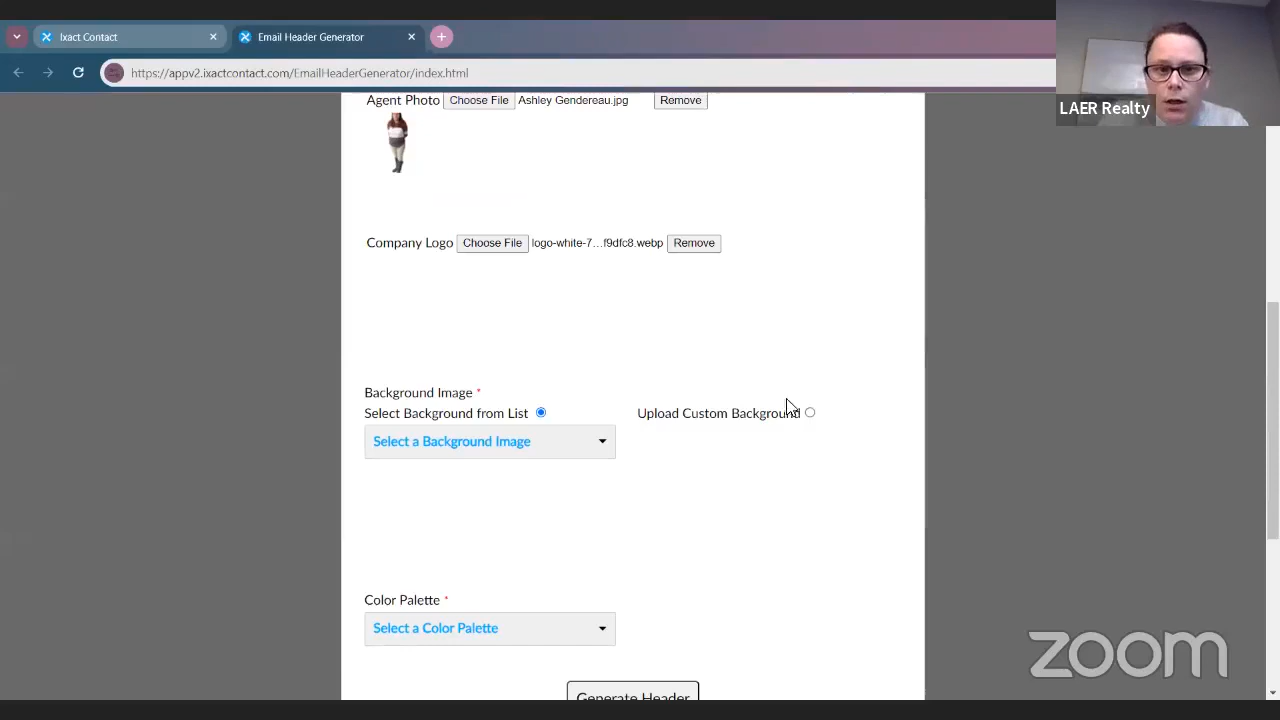 Ixact Contact
Email Header Generator
https://appv2.ixactcontact.com/EmailHeaderGenerator/index.html
LAER Realty
Agent Photo Choose File Ashley Gendereau.jpg Remove
Company Logo Choose File logo-white-7...f9dfc8.webp Remove
Background Image *
Select Background from List Upload Custom Background
Select a Background Image
Color Palette *
Select a Color Palette
Generate Header
zoom